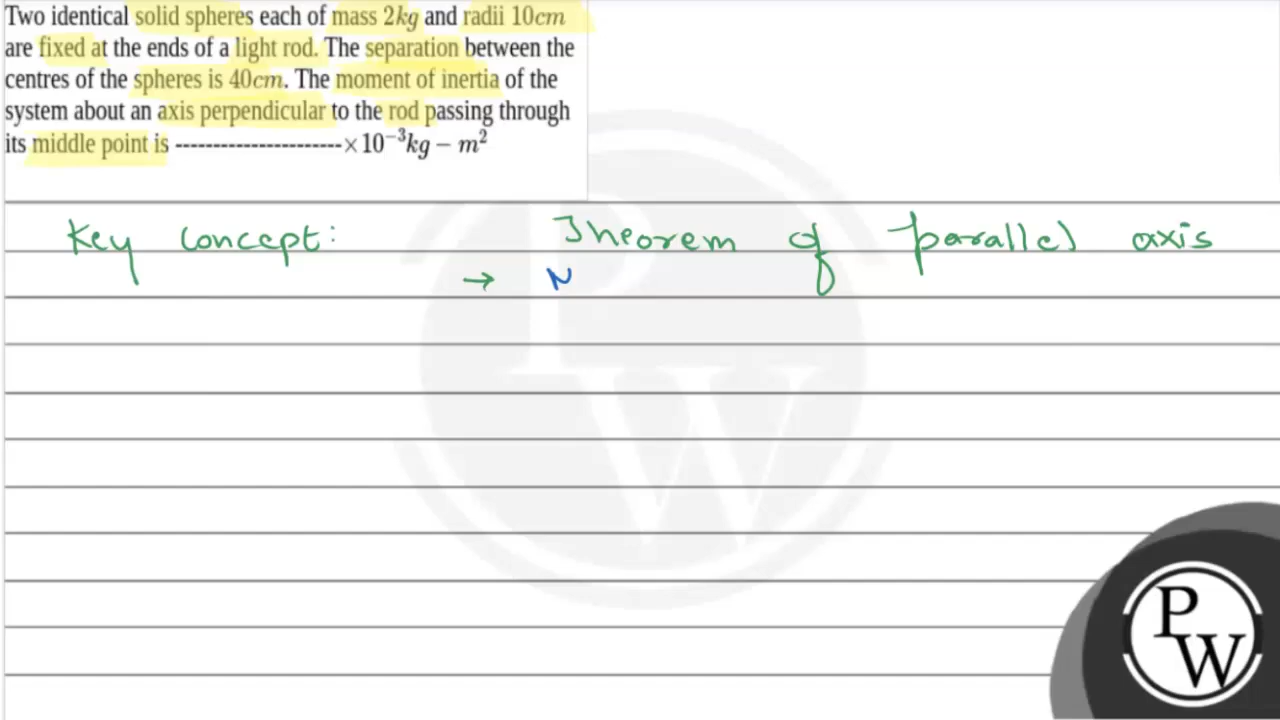 Two identical solid spheres each of mass 2kg and radii 10cm
are fixed at the ends of a light rod. The separation between the
centres of the spheres is 40cm. The moment of inertia of the
system about an axis perpendicular to the rod passing through
its middle point is -----------------------×10⁻³kg – m²
Key concept: Theorem of parallel axis
→ M
P
W
P
W